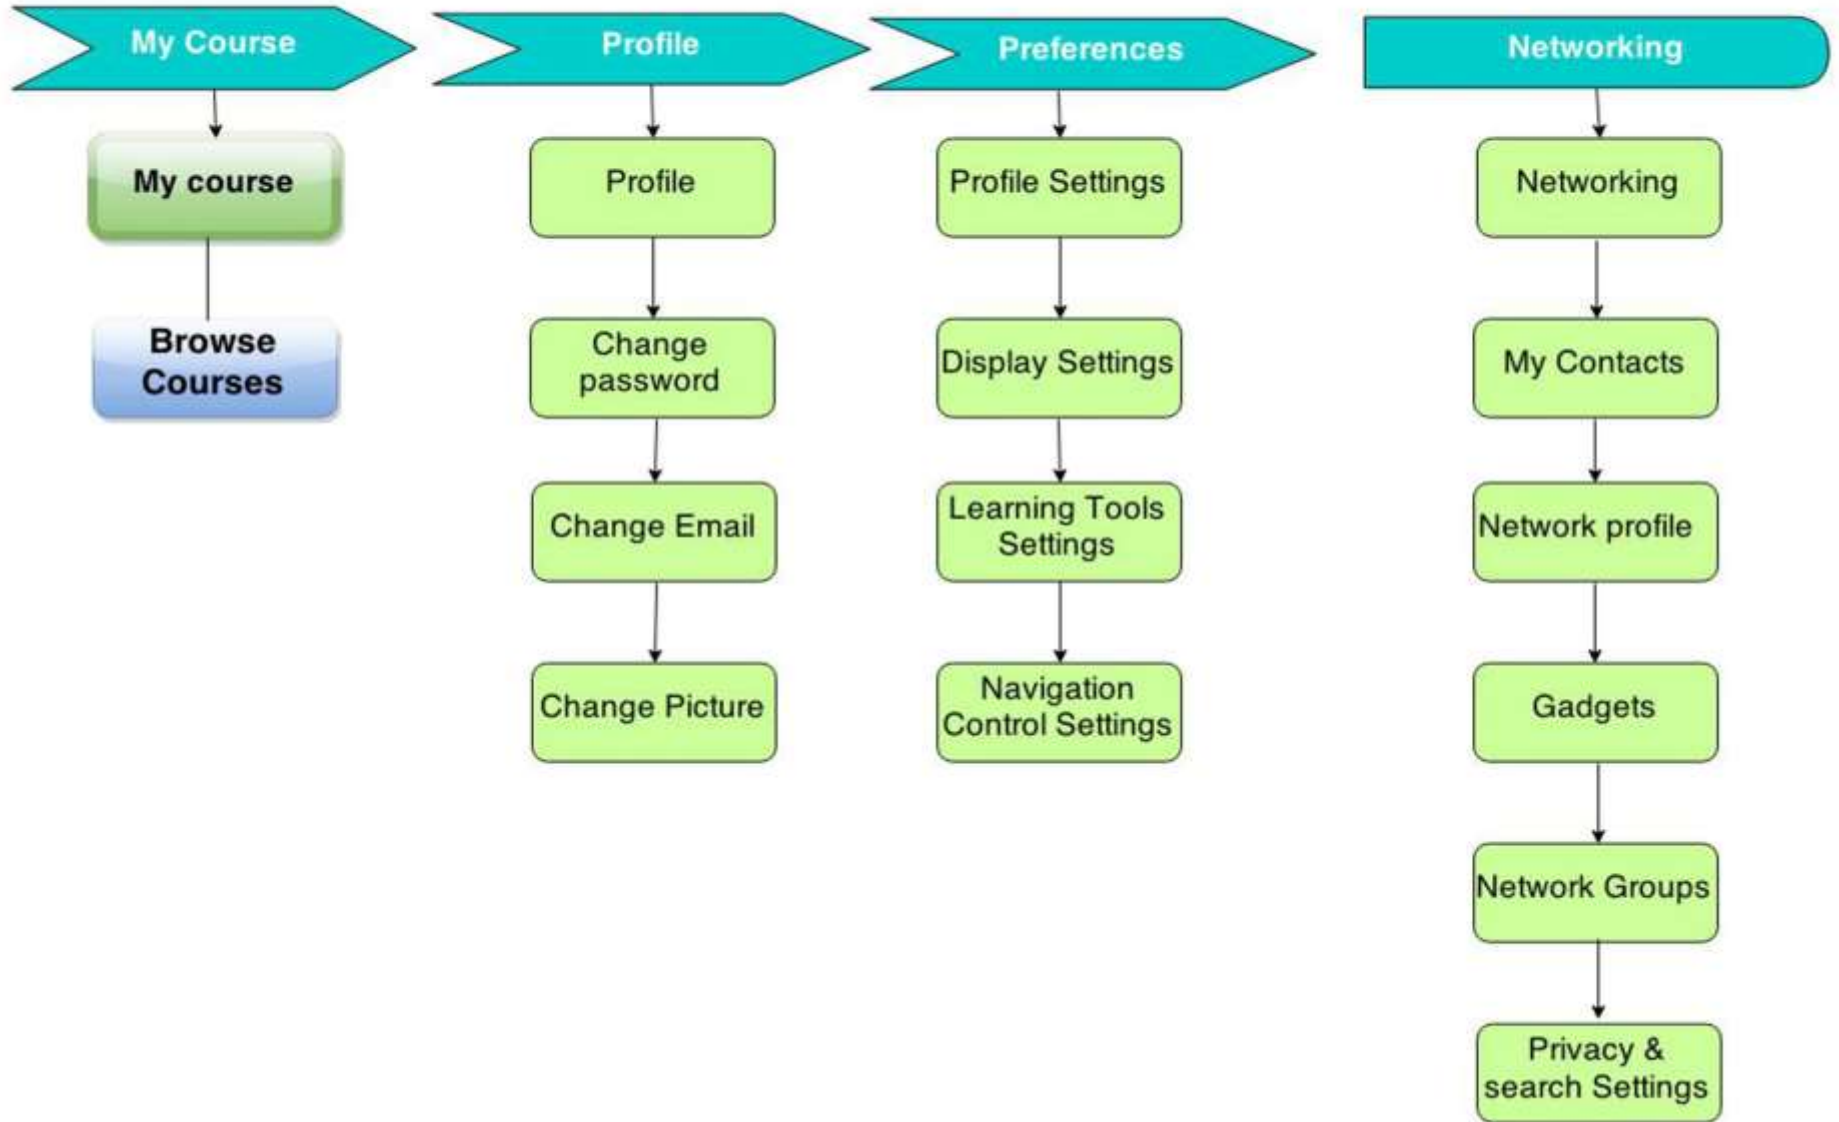 My Course
Profile
Preferences
Networking
My course
Browse
Courses
Profile
Change
password
Change Email
Change Picture
Profile Settings
Display Settings
Learning Tools
Settings
Navigation
Control Settings
Networking
My Contacts
Network profile
Gadgets
Network Groups
Privacy &
search Settings